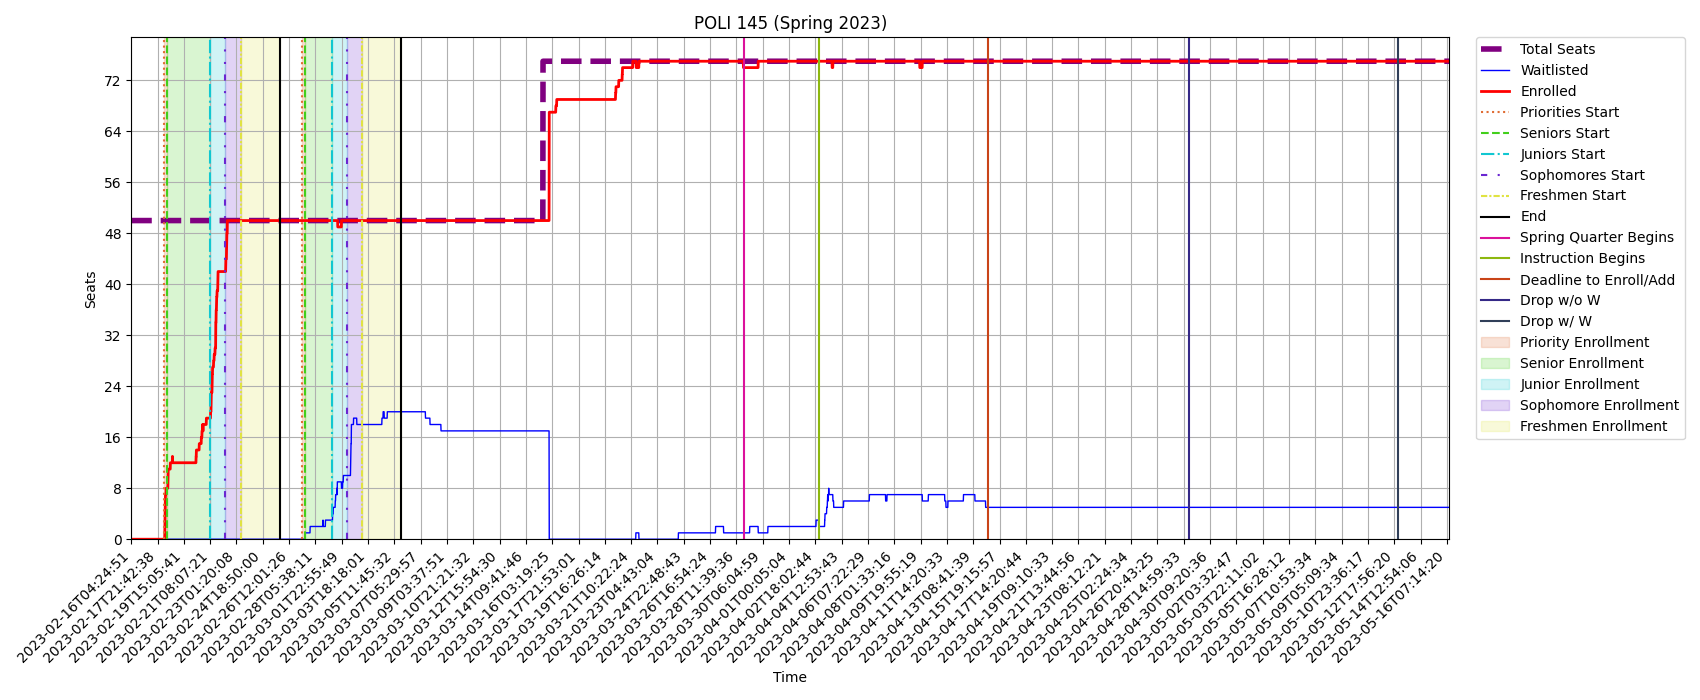 POLI 145 (Spring 2023)
Seats
72
64
56
48
40
32
24
16
8
0
2023-02-16T04:24:51
2023-02-17T21:42:38
2023-02-19T15:05:41
2023-02-21T08:07:21
2023-02-23T01:20:08
2023-02-24T18:50:00
2023-02-26T12:01:26
2023-02-28T05:38:11
2023-03-01T22:55:49
2023-03-03T18:18:01
2023-03-05T11:45:32
2023-03-07T05:29:57
2023-03-09T03:37:51
2023-03-10T21:21:32
2023-03-12T15:54:30
2023-03-14T09:41:46
2023-03-16T03:19:25
2023-03-17T21:53:01
2023-03-19T16:26:14
2023-03-21T10:22:24
2023-03-23T04:43:04
2023-03-24T22:48:43
2023-03-26T16:54:24
2023-03-28T11:39:36
2023-03-30T06:04:59
2023-04-01T00:05:04
2023-04-02T18:02:44
2023-04-04T12:53:43
2023-04-06T07:22:29
2023-04-08T01:33:16
2023-04-09T19:55:19
2023-04-11T14:20:33
2023-04-13T08:41:39
2023-04-15T19:15:57
2023-04-17T14:20:44
2023-04-19T09:10:33
2023-04-21T13:44:56
2023-04-23T08:12:21
2023-04-25T02:24:34
2023-04-26T20:43:25
2023-04-28T14:59:33
2023-04-30T09:20:36
2023-05-02T03:32:47
2023-05-03T22:11:02
2023-05-05T16:28:12
2023-05-07T10:53:34
2023-05-09T05:09:34
2023-05-10T23:36:17
2023-05-12T17:56:20
2023-05-14T12:54:06
2023-05-16T07:14:20
Time
Total Seats
Waitlisted
Enrolled
Priorities Start
Seniors Start
Juniors Start
Sophomores Start
Freshmen Start
End
Spring Quarter Begins
Instruction Begins
Deadline to Enroll/Add
Drop w/o W
Drop w/ W
Priority Enrollment
Senior Enrollment
Junior Enrollment
Sophomore Enrollment
Freshmen Enrollment